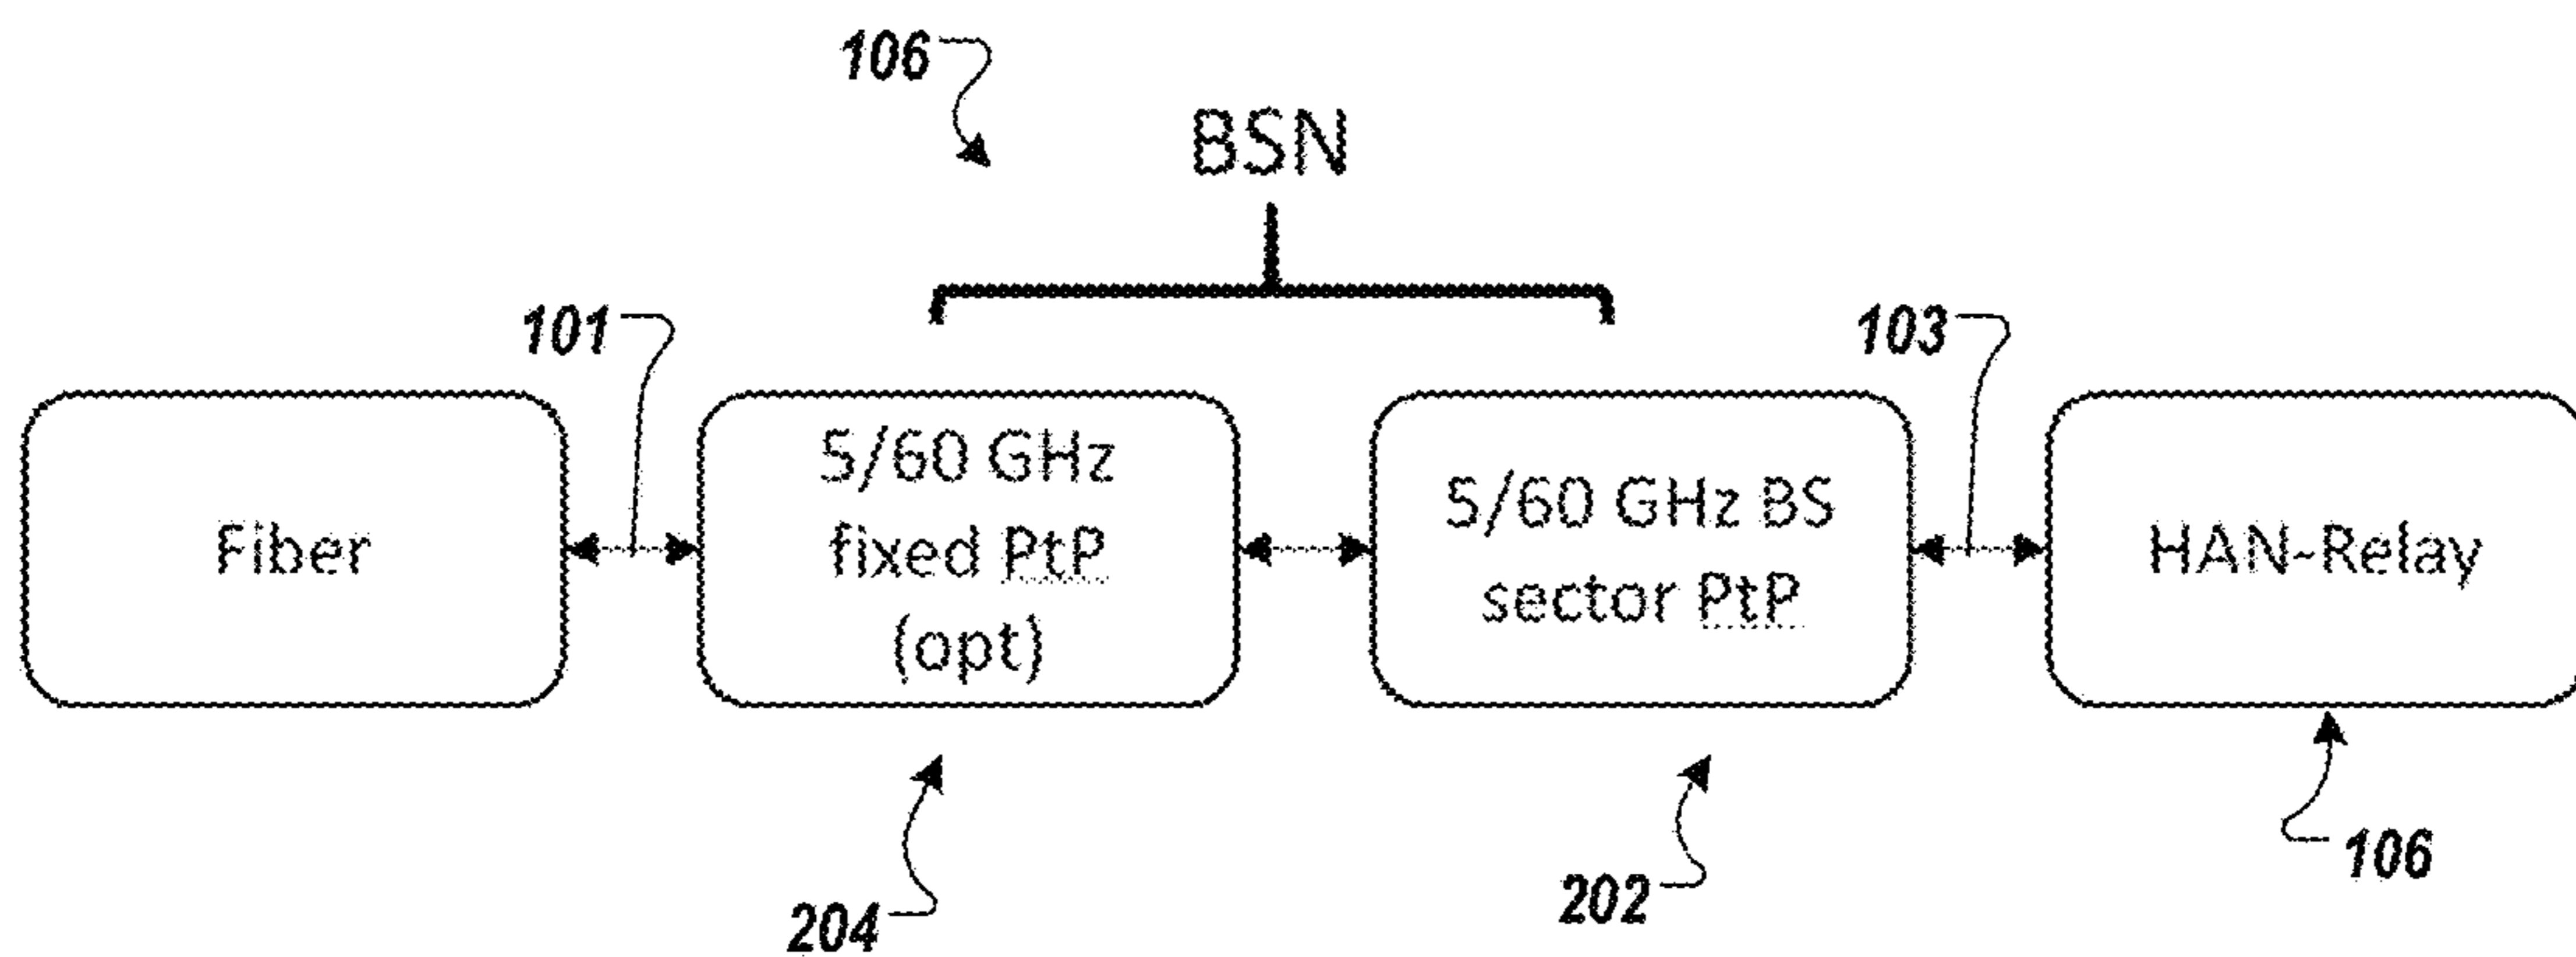 106
BSN
101
103
Fiber
5/60 GHz
fixed PtP
(opt)
5/60 GHz BS
sector PtP
HAN-Relay
204
202
106